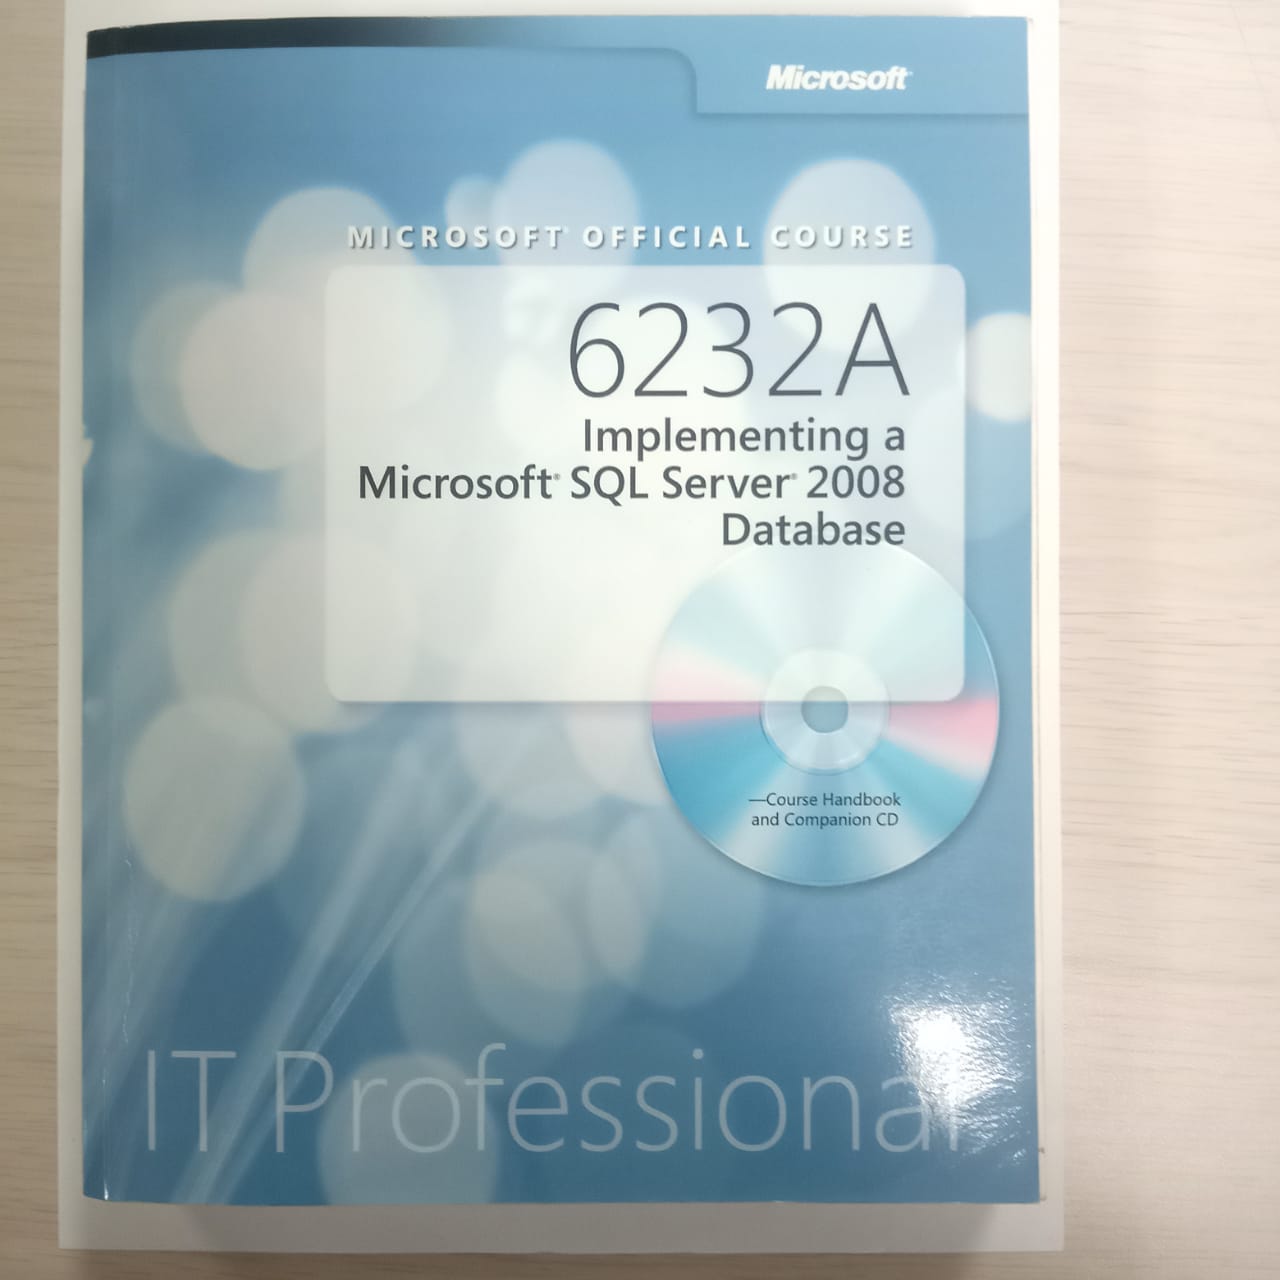 Microsoft
MICROSOFT® OFFICIAL COURSE
6232A
Implementing a
Microsoft® SQL Server® 2008
Database
—Course Handbook
and Companion CD
IT Professional